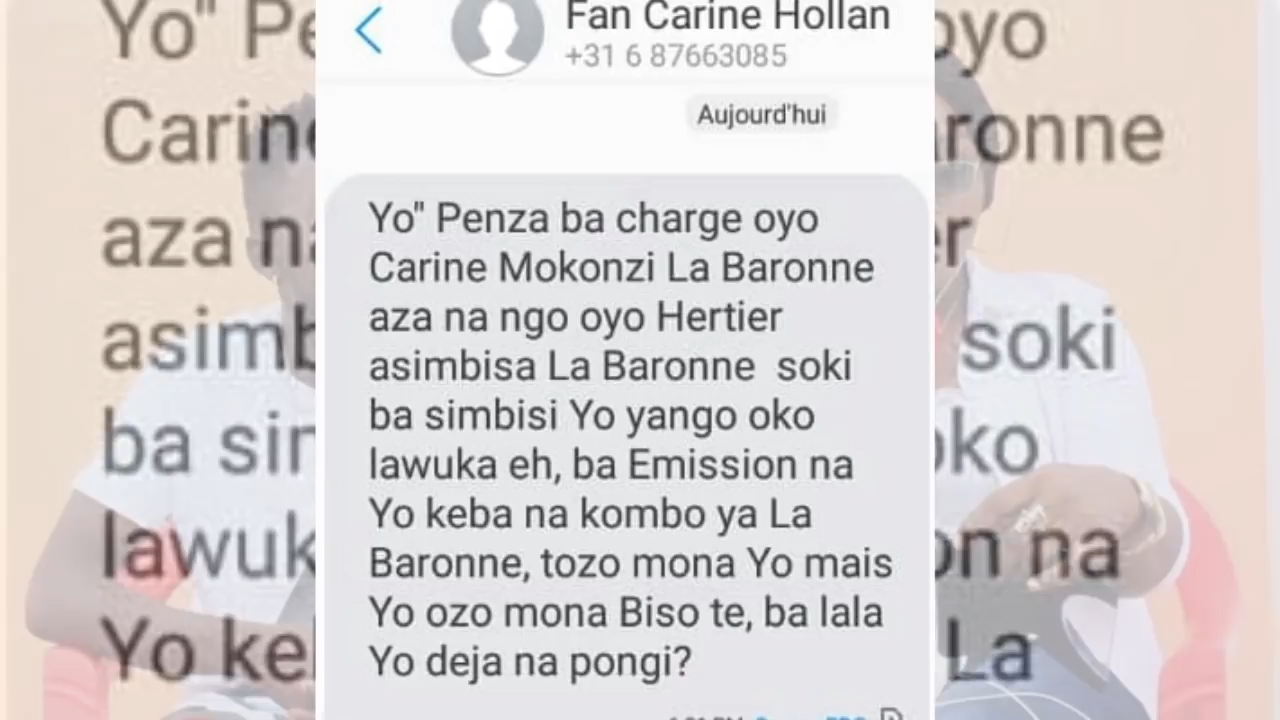 Fan Carine Hollan
+31 6 87663085
Aujourd'hui
Yo" Penza ba charge oyo
Carine Mokonzi La Baronne
aza na ngo oyo Hertier
asimbisa La Baronne soki
ba simbisi Yo yango oko
lawuka eh, ba Emission na
Yo keba na kombo ya La
Baronne, tozo mona Yo mais
Yo ozo mona Biso te, ba lala
Yo deja na pongi?